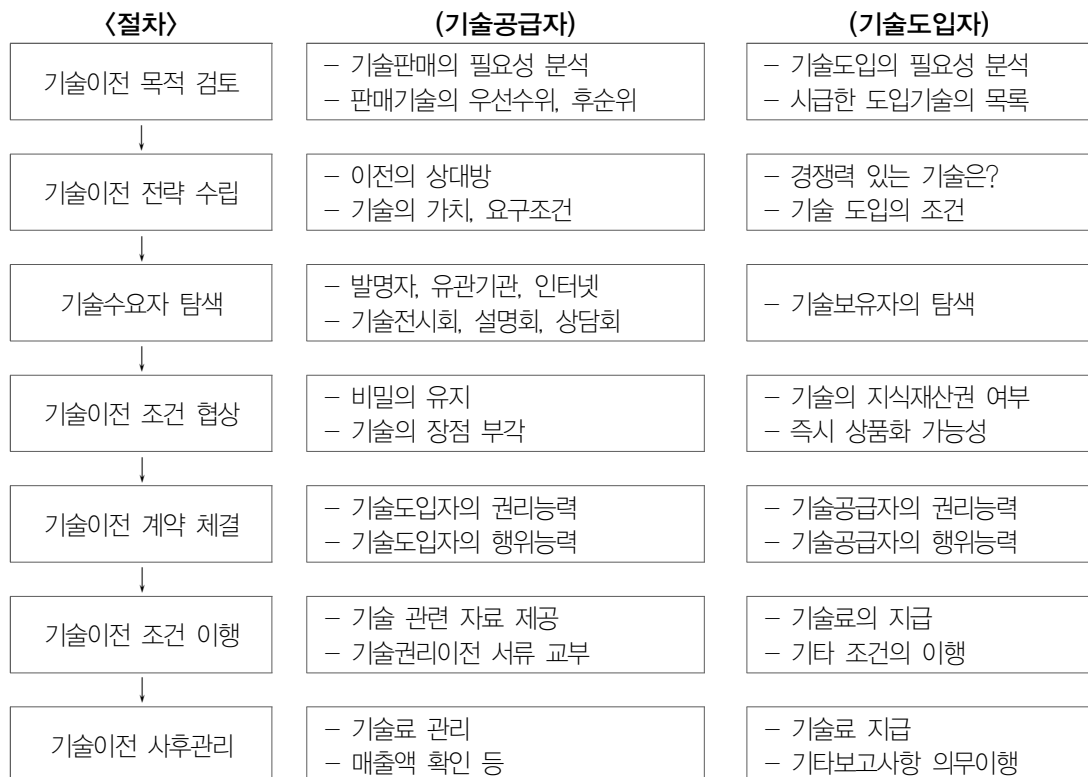 <절차>
(기술공급자)
(기술도입자)
기술이전 목적 검토
– 기술판매의 필요성 분석
– 판매기술의 우선수위, 후순위
– 기술도입의 필요성 분석
– 시급한 도입기술의 목록
기술이전 전략 수립
– 이전의 상대방
– 기술의 가치, 요구조건
– 경쟁력 있는 기술은?
– 기술 도입의 조건
기술수요자 탐색
– 발명자, 유관기관, 인터넷
– 기술전시회, 설명회, 상담회
– 기술보유자의 탐색
기술이전 조건 협상
– 비밀의 유지
– 기술의 장점 부각
– 기술의 지식재산권 여부
– 즉시 상품화 가능성
기술이전 계약 체결
– 기술도입자의 권리능력
– 기술도입자의 행위능력
– 기술공급자의 권리능력
– 기술공급자의 행위능력
기술이전 조건 이행
– 기술 관련 자료 제공
– 기술권리이전 서류 교부
– 기술료의 지급
– 기타 조건의 이행
기술이전 사후관리
– 기술료 관리
– 매출액 확인 등
– 기술료 지급
– 기타보고사항 의무이행